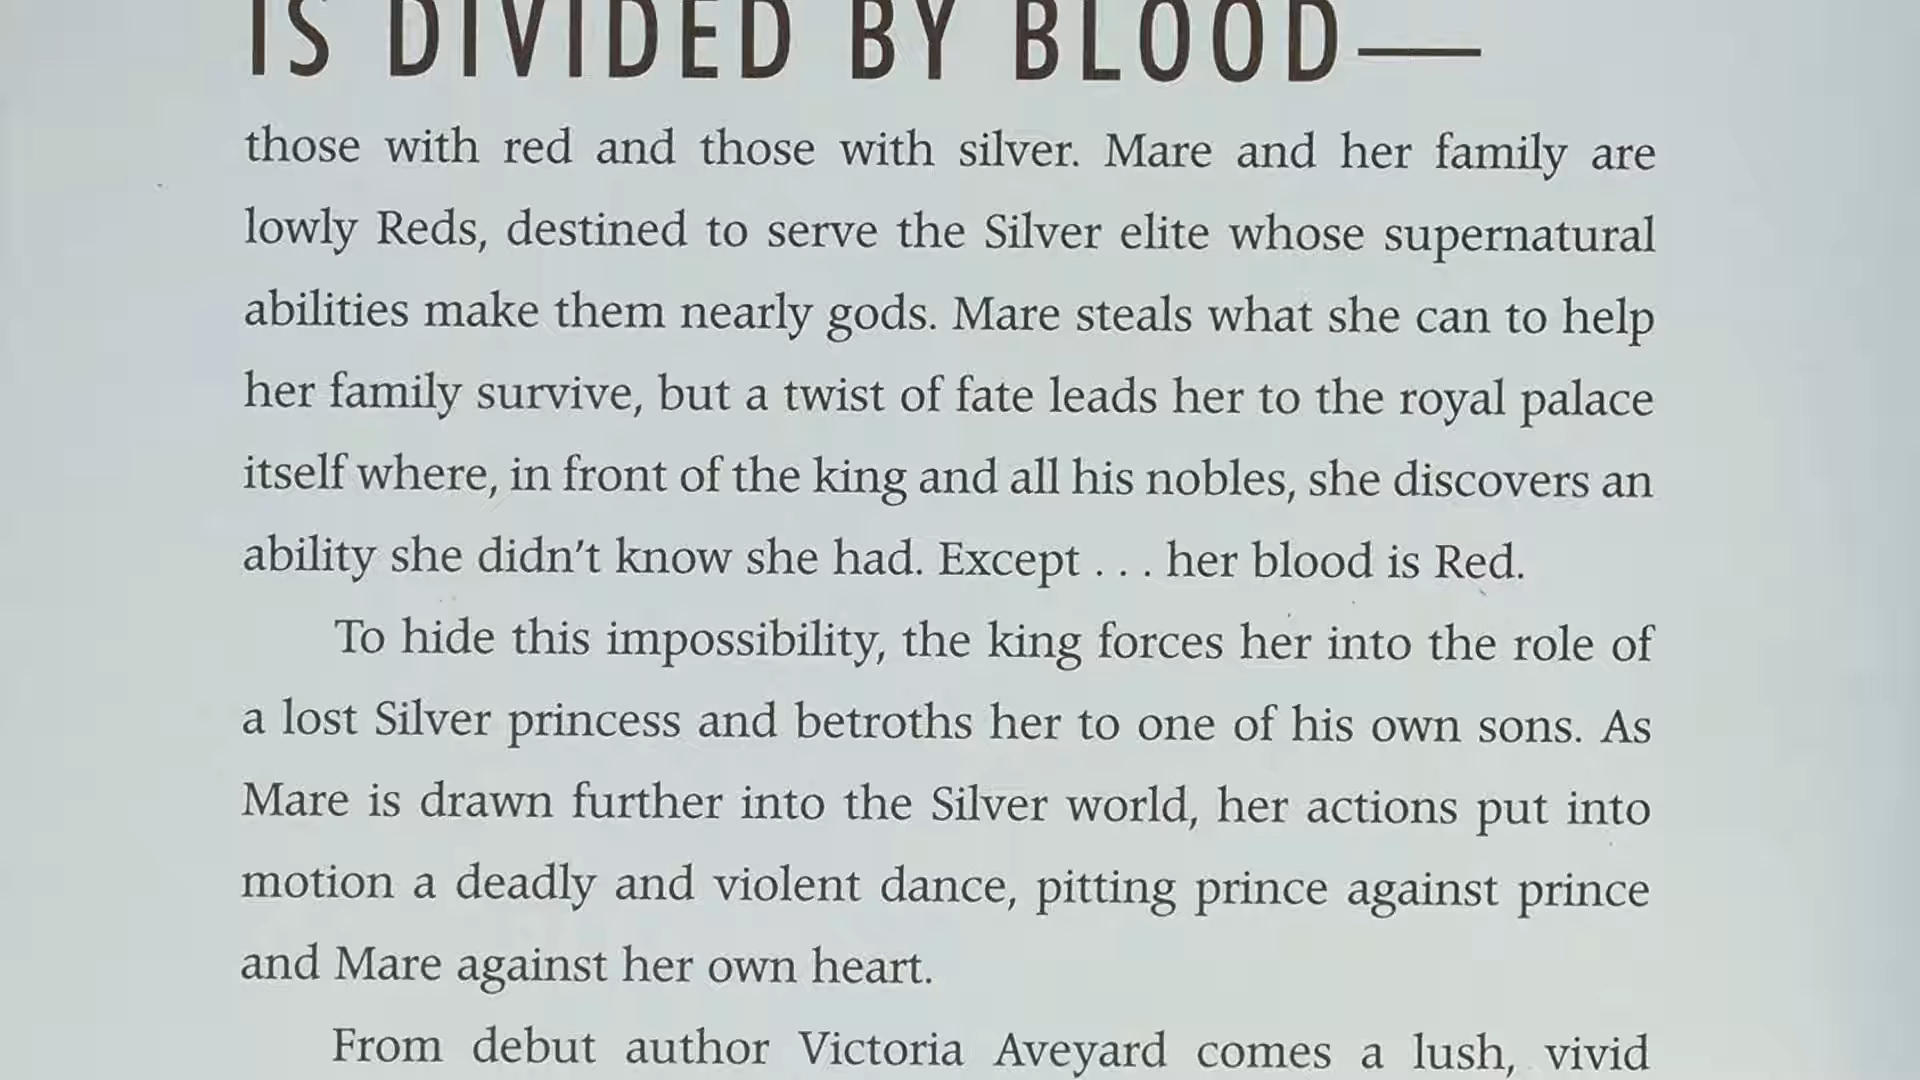 IS DIVIDED BY BLOOD—
those with red and those with silver. Mare and her family are
lowly Reds, destined to serve the Silver elite whose supernatural
abilities make them nearly gods. Mare steals what she can to help
her family survive, but a twist of fate leads her to the royal palace
itself where, in front of the king and all his nobles, she discovers an
ability she didn’t know she had. Except . . . her blood is Red.
To hide this impossibility, the king forces her into the role of
a lost Silver princess and betroths her to one of his own sons. As
Mare is drawn further into the Silver world, her actions put into
motion a deadly and violent dance, pitting prince against prince
and Mare against her own heart.
From debut author Victoria Aveyard comes a lush, vivid